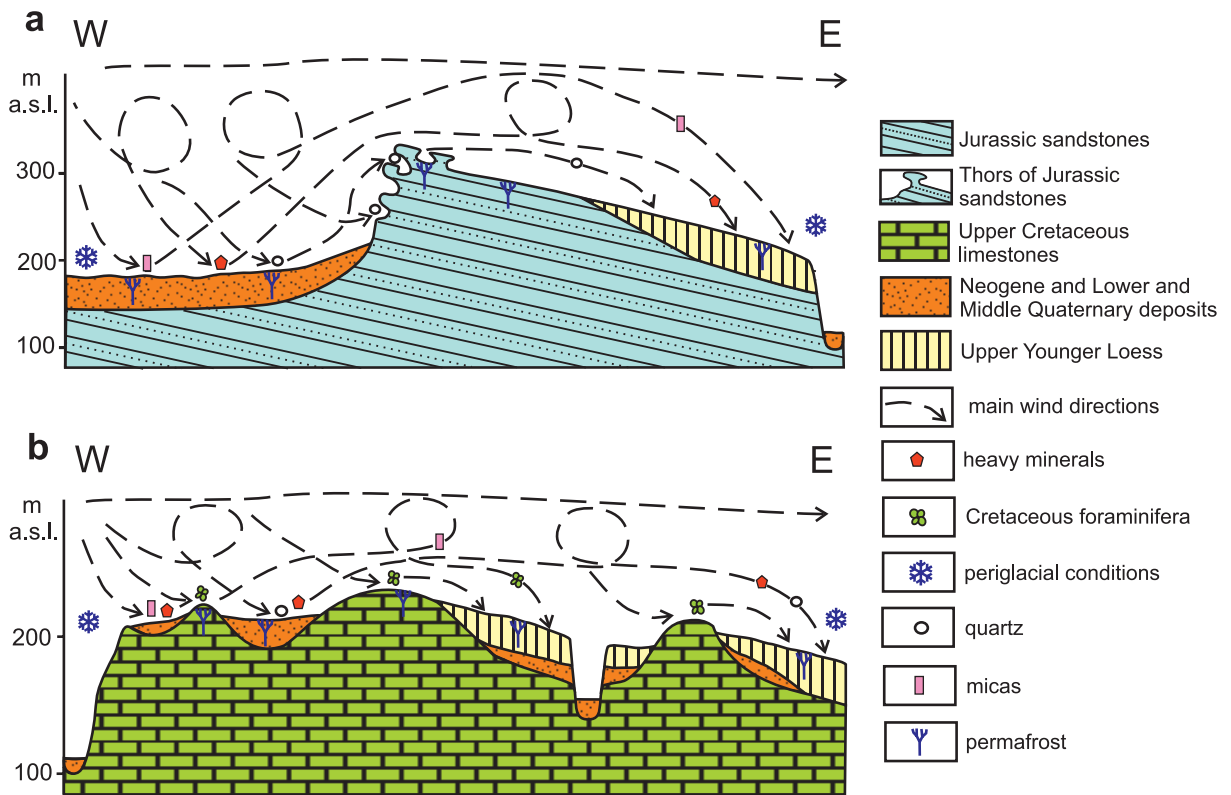 a
W
E
m
a.s.l.
300
200
100
b
W
E
m
a.s.l.
200
100
Jurassic sandstones
Thors of Jurassic
sandstones
Upper Cretaceous
limestones
Neogene and Lower and
Middle Quaternary deposits
Upper Younger Loess
main wind directions
heavy minerals
Cretaceous foraminifera
periglacial conditions
quartz
micas
permafrost